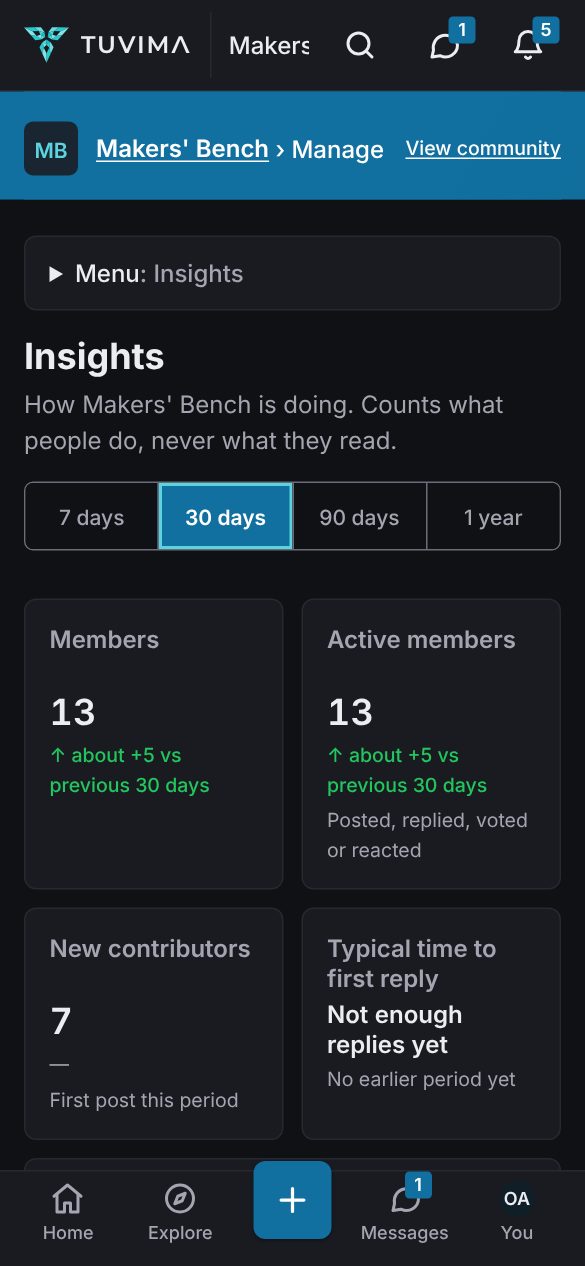 TUVIMA
Makers
1
5
MB
Makers' Bench › Manage
View community
▶ Menu: Insights
Insights
How Makers' Bench is doing. Counts what
people do, never what they read.
7 days
30 days
90 days
1 year
Members
13
↑ about +5 vs
previous 30 days
Active members
13
↑ about +5 vs
previous 30 days
Posted, replied, voted
or reacted
New contributors
7
—
First post this period
Typical time to
first reply
Not enough
replies yet
No earlier period yet
Home
Explore
+
1
Messages
OA
You